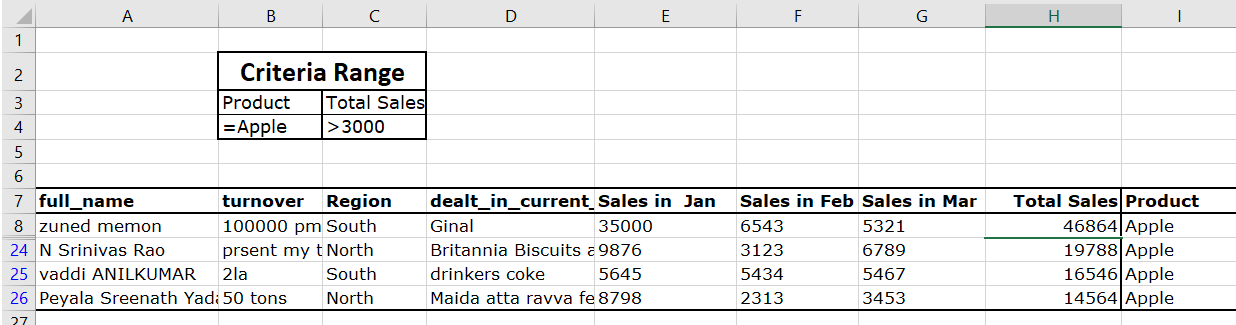 A B C D E F G H I
1
2 Criteria Range
3 Product Total Sales
4 =Apple >3000
5
6
7 full_name turnover Region dealt_in_current_ Sales in  Jan Sales in Feb Sales in Mar Total Sales Product
8 zuned memon 100000 pm South Ginal 35000 6543 5321 46864 Apple
24 N Srinivas Rao prsent my t North Britannia Biscuits a 9876 3123 6789 19788 Apple
25 vaddi ANILKUMAR 2la South drinkers coke 5645 5434 5467 16546 Apple
26 Peyala Sreenath Yada 50 tons North Maida atta ravva fe 8798 2313 3453 14564 Apple
27